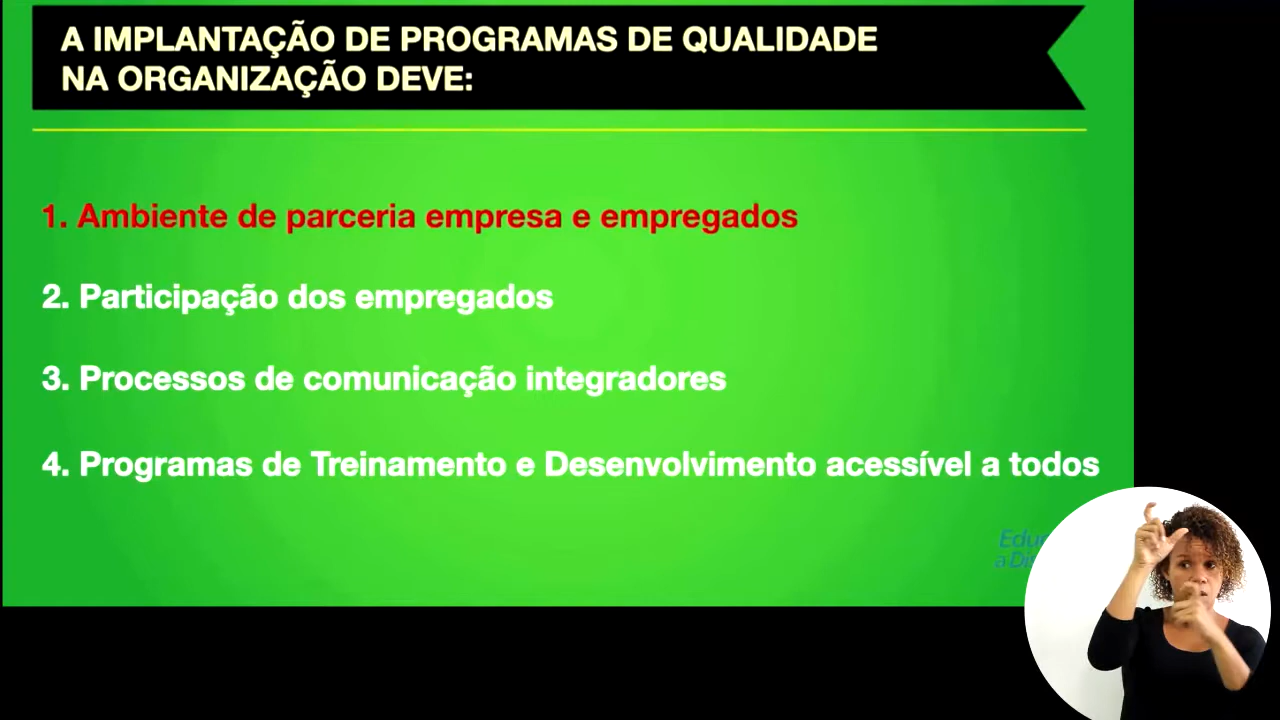 A IMPLANTAÇÃO DE PROGRAMAS DE QUALIDADE
NA ORGANIZAÇÃO DEVE:
1. Ambiente de parceria empresa e empregados
2. Participação dos empregados
3. Processos de comunicação integradores
4. Programas de Treinamento e Desenvolvimento acessível a todos